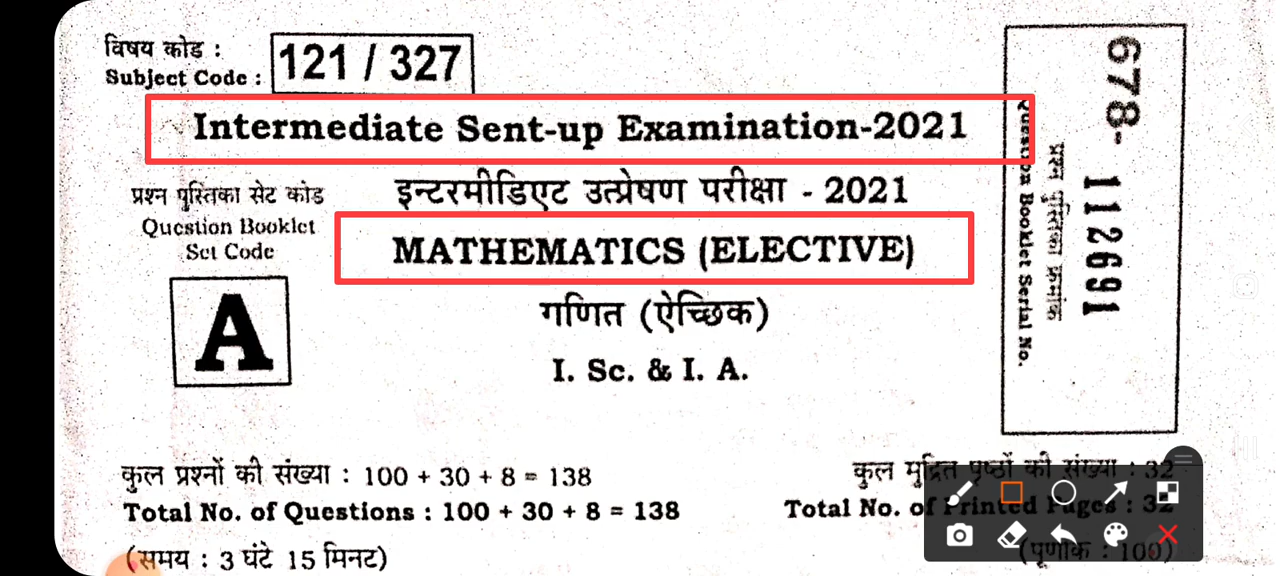 विषय कोड :
Subject Code : 121 / 327
Intermediate Sent-up Examination-2021
इन्टरमीडिएट उत्प्रेषण परीक्षा - 2021
प्रश्न पुस्तिका सेट कोड
Question Booklet
Set Code
A
MATHEMATICS (ELECTIVE)
गणित (ऐच्छिक)
I. Sc. & I. A.
678- 112691
प्रश्न पुस्तिका क्रमांक
Question Booklet Serial No.
कुल प्रश्नों की संख्या : 100 + 30 + 8 = 138
कुल मुद्रित पृष्ठों की संख्या : 32
Total No. of Questions : 100 + 30 + 8 = 138
Total No. of Printed Pages : 32
(समय : 3 घंटे 15 मिनट)
(पूर्णांक : 100)